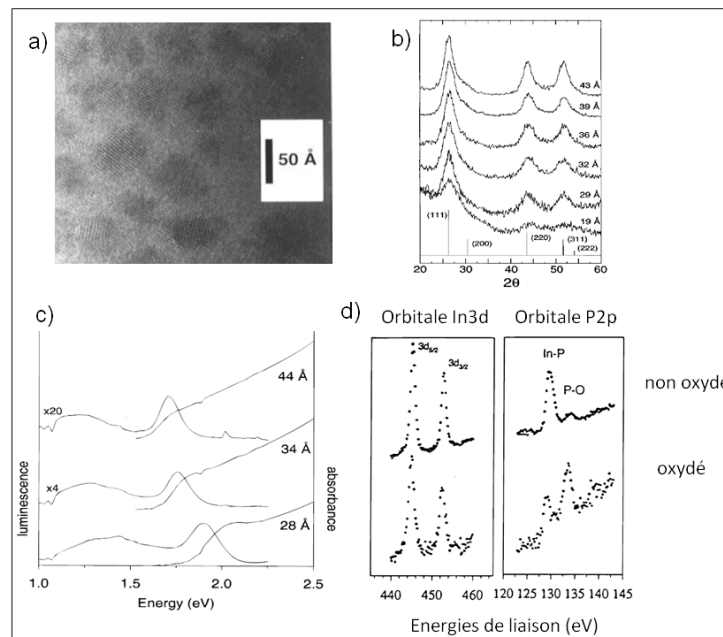 a)
50 Å
b)
43 Å
39 Å
36 Å
32 Å
29 Å
19 Å
(111)
(200)
(220)
(311)
(222)
20 30 40 50 60
2θ
c)
44 Å
x20
34 Å
x4
28 Å
luminescence
absorbance
1.0 1.5 2.0 2.5
Energy (eV)
d)
Orbitale In3d Orbitale P2p
3d5/2
3d3/2
In-P
P-O
non oxydé
oxydé
440 450 460 120 125 130 135 140 145
Energies de liaison (eV)